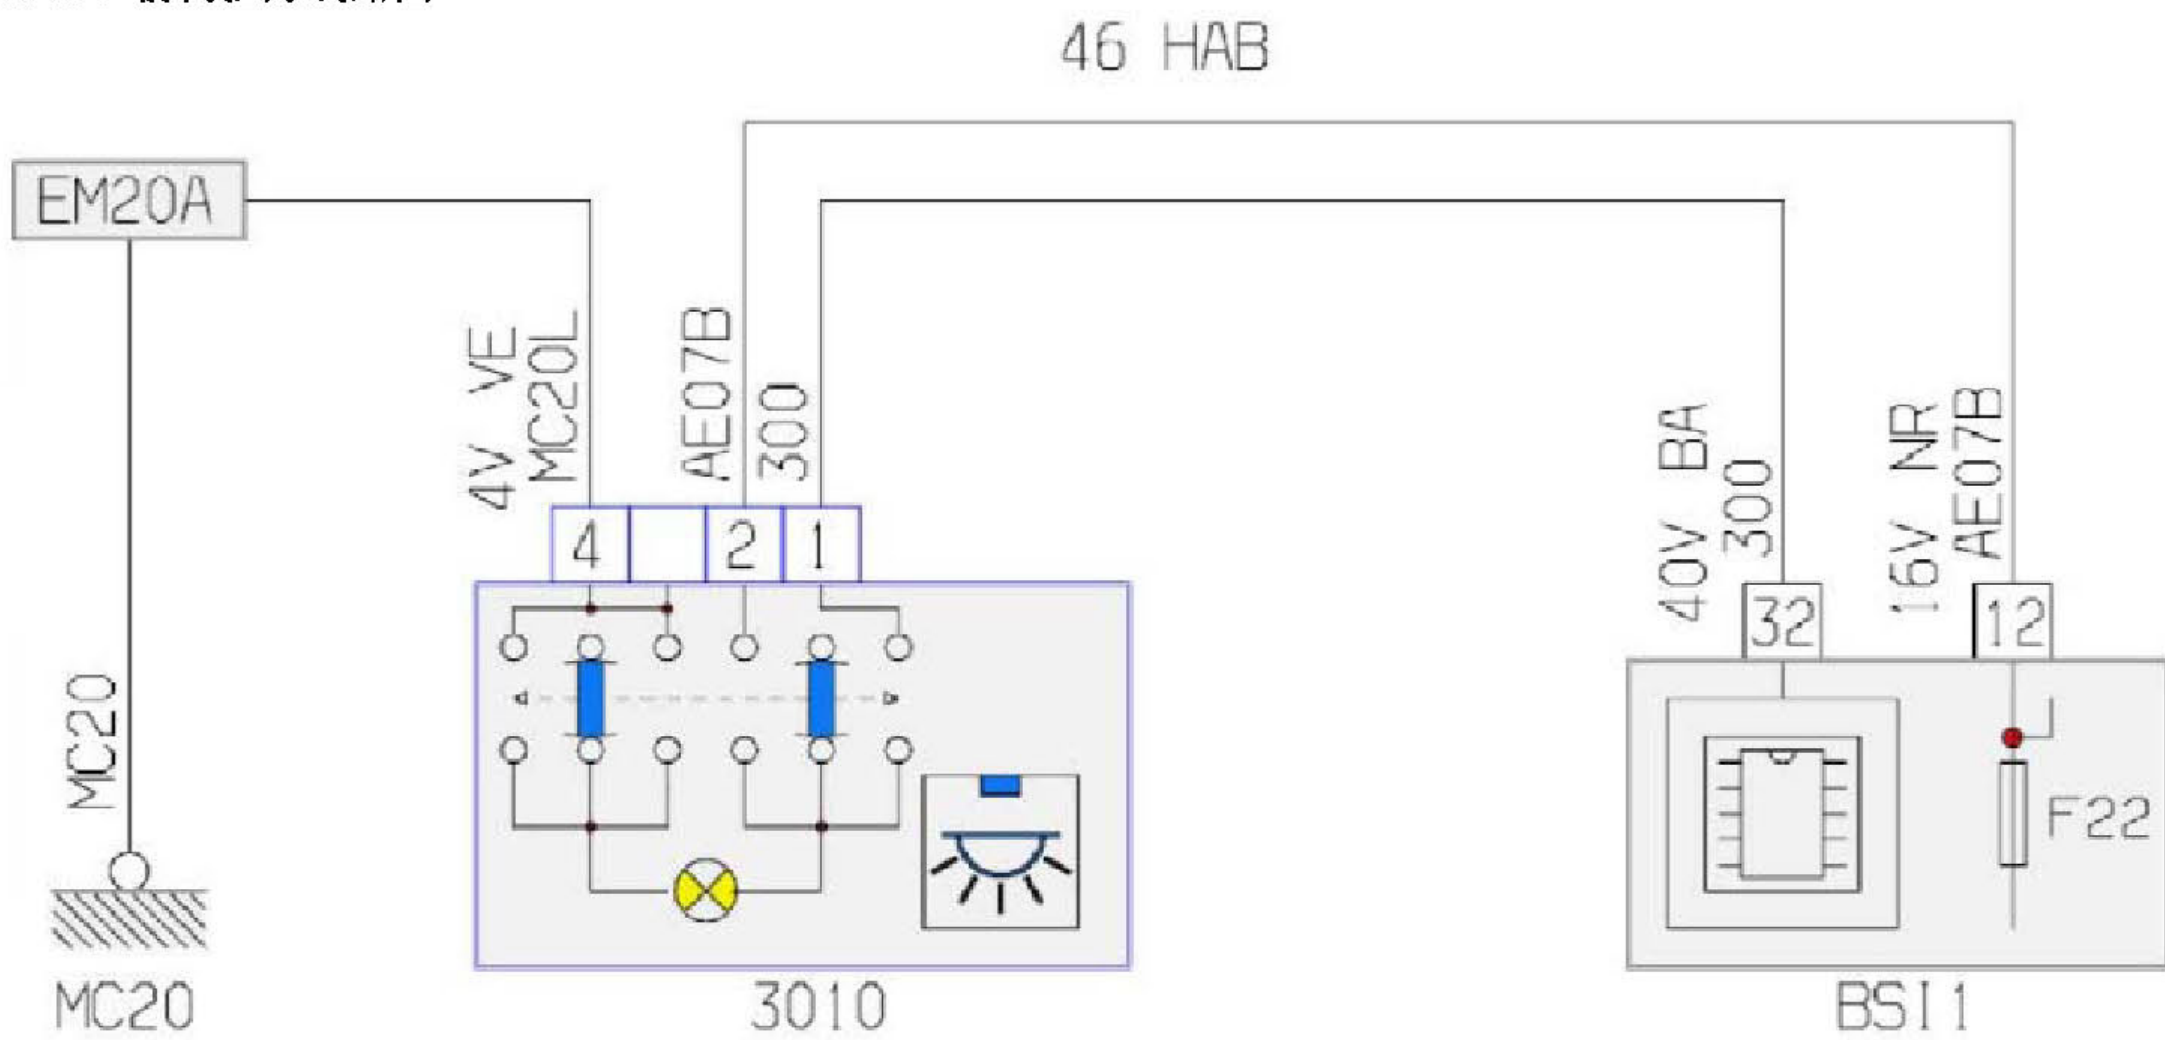 46 HAB
EM20A
4V VE
MC20L
AE07B
300
40V BA
300
16V NR
AE07B
4
2
1
32
12
MC20
F22
MC20
3010
BSI1